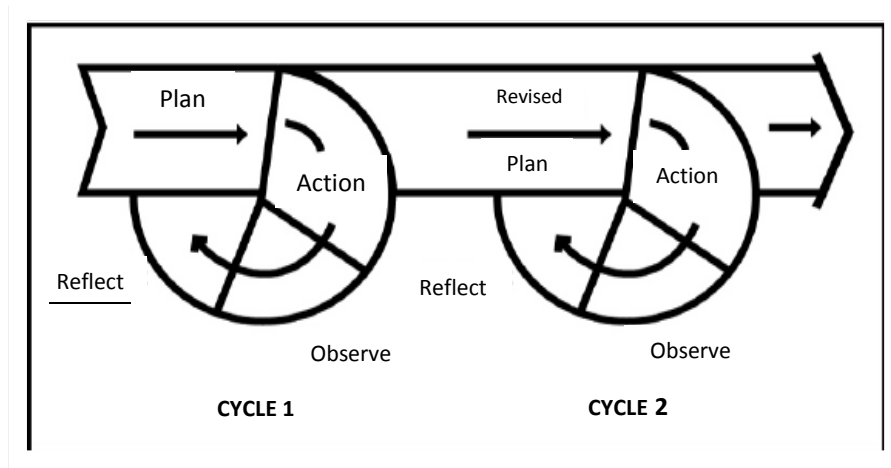 Plan
Action
Reflect
Observe
CYCLE 1
Revised
Plan
Action
Reflect
Observe
CYCLE 2